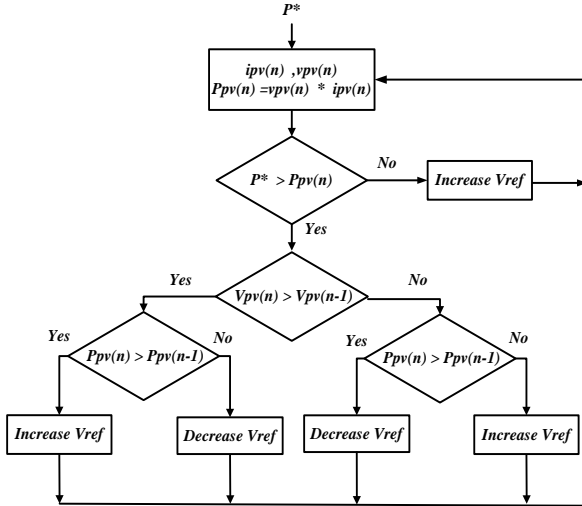 P*
ipv(n) ,vpv(n)
Ppv(n) =vpv(n) * ipv(n)
P* > Ppv(n)
No
Increase Vref
Yes
Vpv(n) > Vpv(n-1)
Yes
No
Ppv(n) > Ppv(n-1)
Yes
No
Ppv(n) > Ppv(n-1)
Yes
No
Increase Vref
Decrease Vref
Decrease Vref
Increase Vref